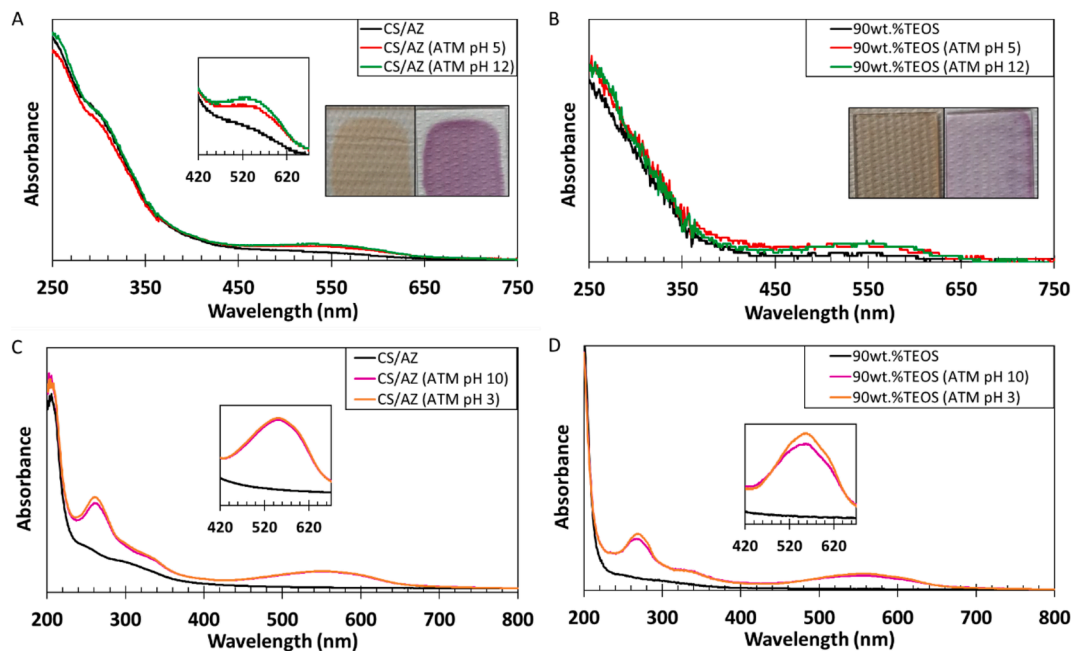 A
CS/AZ
CS/AZ (ATM pH 5)
CS/AZ (ATM pH 12)
420 520 620
Absorbance
250 350 450 550 650 750
Wavelength (nm)
B
90wt.%TEOS
90wt.%TEOS (ATM pH 5)
90wt.%TEOS (ATM pH 12)
Absorbance
250 350 450 550 650 750
Wavelength (nm)
C
CS/AZ
CS/AZ (ATM pH 10)
CS/AZ (ATM pH 3)
420 520 620
Absorbance
200 300 400 500 600 700 800
Wavelength (nm)
D
90wt.%TEOS
90wt.%TEOS (ATM pH 10)
90wt.%TEOS (ATM pH 3)
420 520 620
Absorbance
200 300 400 500 600 700 800
Wavelength (nm)